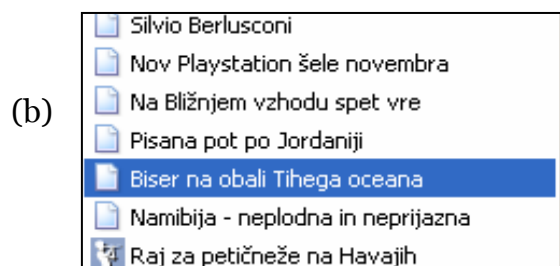 (b)
Silvio Berlusconi
Nov Playstation šele novembra
Na Bližnjem vzhodu spet vre
Pisana pot po Jordaniji
Biser na obali Tihega oceana
Namibija - neplodna in neprijazna
Raj za petičneže na Havajih